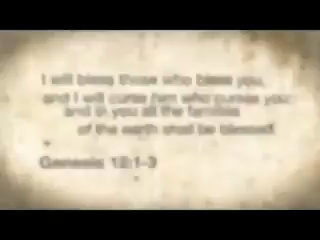 I will bless those who bless you,
and I will curse him who curses you;
and in you all the families
of the earth shall be blessed.
Genesis 12:1-3